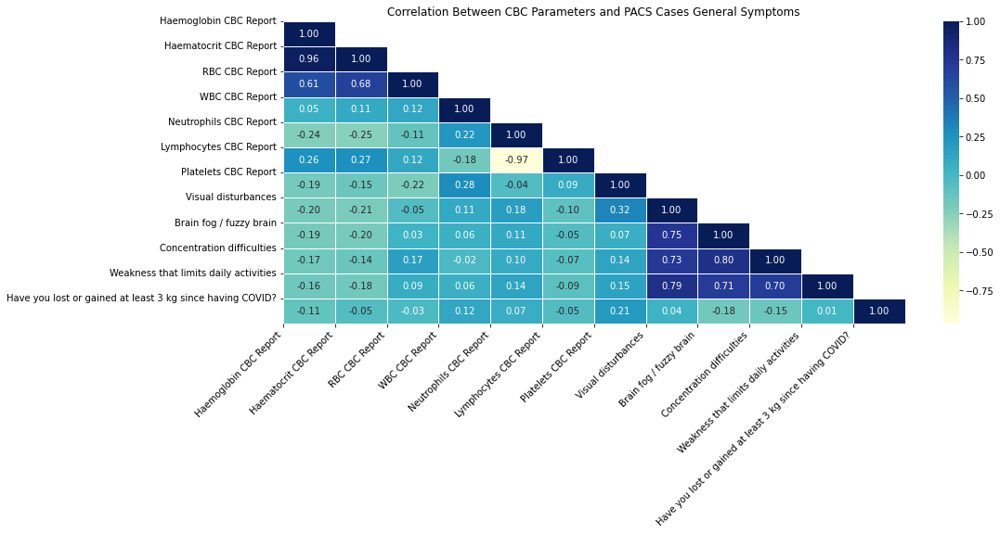 Correlation Between CBC Parameters and PACS Cases General Symptoms
Haemoglobin CBC Report
1.00
Haematocrit CBC Report
0.96 1.00
RBC CBC Report
0.61 0.68 1.00
WBC CBC Report
0.05 0.11 0.12 1.00
Neutrophils CBC Report
-0.24 -0.25 -0.11 0.22 1.00
Lymphocytes CBC Report
0.26 0.27 0.12 -0.18 -0.97 1.00
Platelets CBC Report
-0.19 -0.15 -0.22 0.28 -0.04 0.09 1.00
Visual disturbances
-0.20 -0.21 -0.05 0.11 0.18 -0.10 0.32 1.00
Brain fog / fuzzy brain
-0.19 -0.20 0.03 0.06 0.11 -0.05 0.07 0.75 1.00
Concentration difficulties
-0.17 -0.14 0.17 -0.02 0.10 -0.07 0.14 0.73 0.80 1.00
Weakness that limits daily activities
-0.16 -0.18 0.09 0.06 0.14 -0.09 0.15 0.79 0.71 0.70 1.00
Have you lost or gained at least 3 kg since having COVID?
-0.11 -0.05 -0.03 0.12 0.07 -0.05 0.21 0.04 -0.18 -0.15 0.01 1.00
Haemoglobin CBC Report
Haematocrit CBC Report
RBC CBC Report
WBC CBC Report
Neutrophils CBC Report
Lymphocytes CBC Report
Platelets CBC Report
Visual disturbances
Brain fog / fuzzy brain
Concentration difficulties
Weakness that limits daily activities
Have you lost or gained at least 3 kg since having COVID?
1.00
0.75
0.50
0.25
0.00
−0.25
−0.50
−0.75